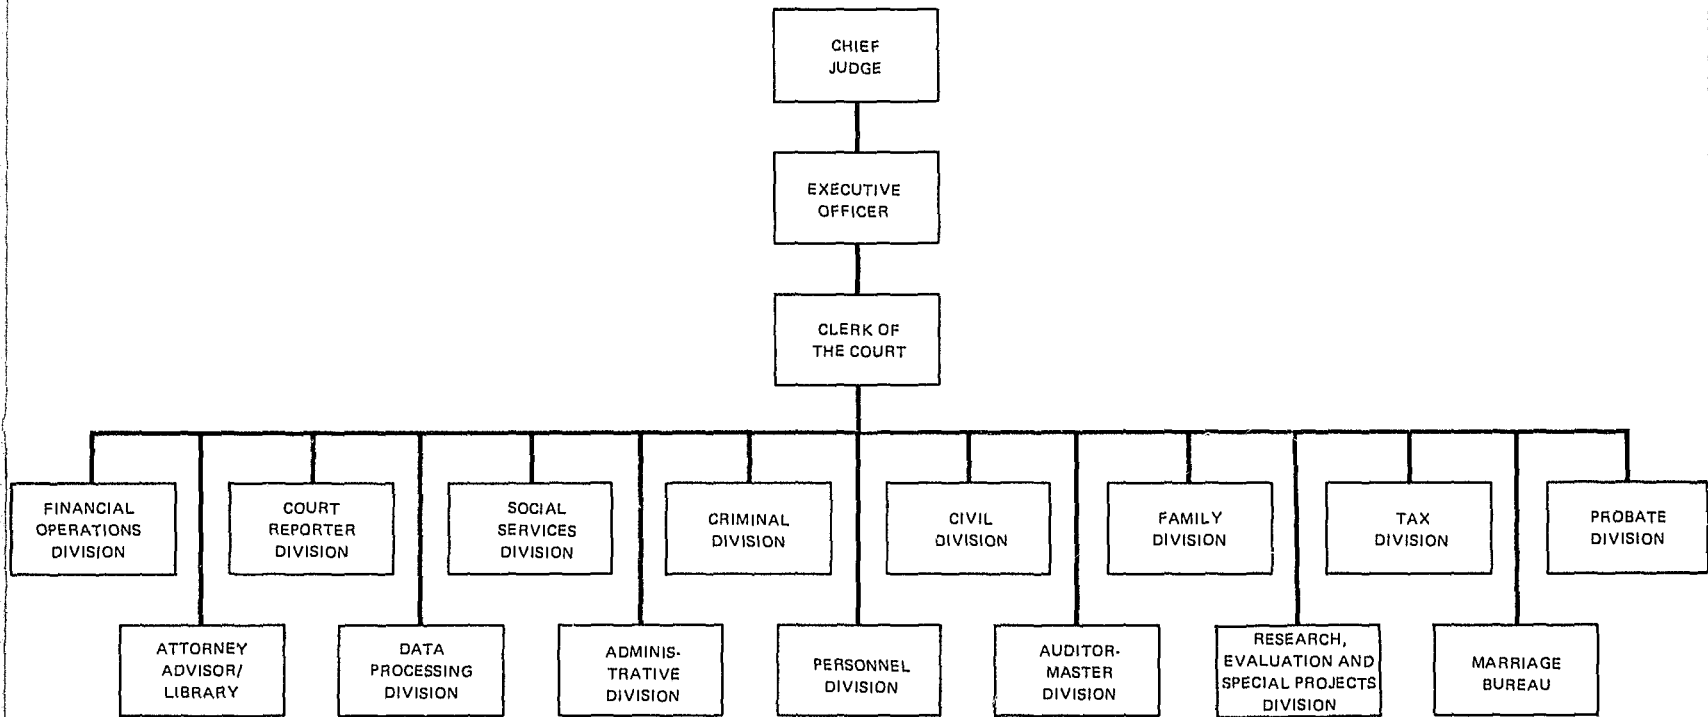 CHIEF
JUDGE
EXECUTIVE
OFFICER
CLERK OF
THE COURT
FINANCIAL
OPERATIONS
DIVISION
COURT
REPORTER
DIVISION
SOCIAL
SERVICES
DIVISION
CRIMINAL
DIVISION
CIVIL
DIVISION
FAMILY
DIVISION
TAX
DIVISION
PROBATE
DIVISION
ATTORNEY
ADVISOR/
LIBRARY
DATA
PROCESSING
DIVISION
ADMINIS-
TRATIVE
DIVISION
PERSONNEL
DIVISION
AUDITOR-
MASTER
DIVISION
RESEARCH,
EVALUATION AND
SPECIAL PROJECTS
DIVISION
MARRIAGE
BUREAU